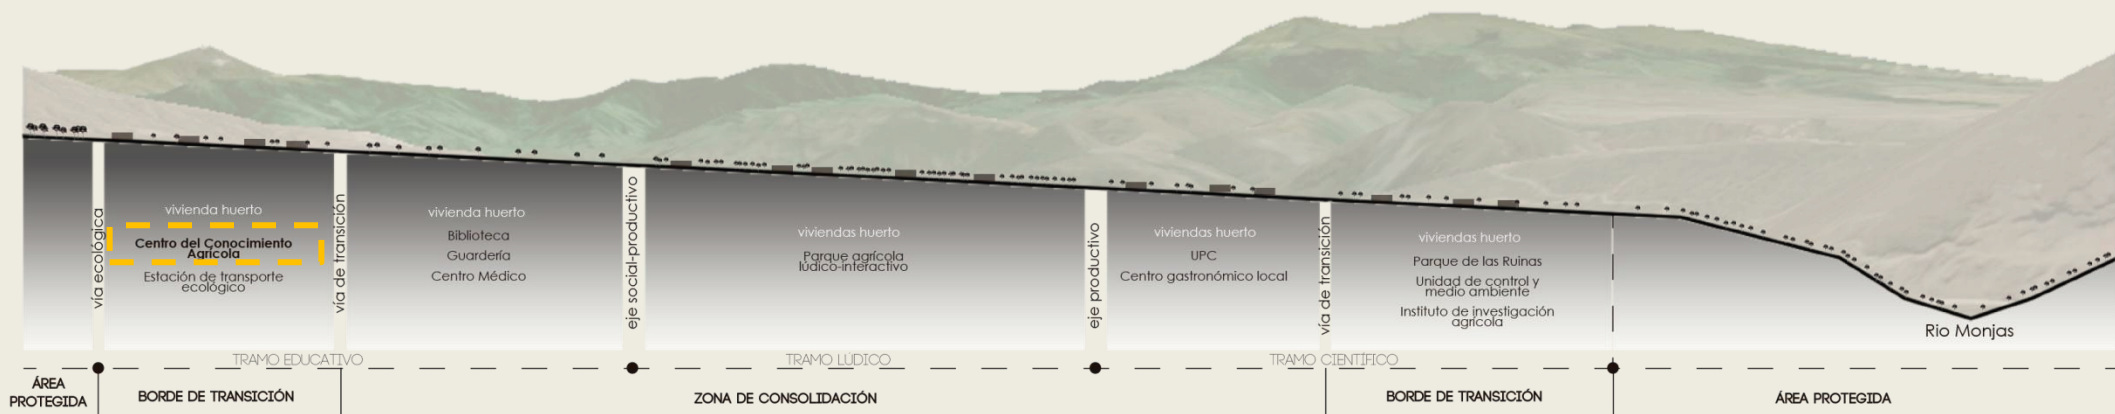 vía ecológica
vivienda huerto
Centro del Conocimiento
Agrícola
Estación de transporte
ecológico
vía de transición
vivienda huerto
Biblioteca
Guardería
Centro Médico
eje social-productivo
viviendas huerto
Parque agrícola
lúdico-interactivo
eje productivo
viviendas huerto
UPC
Centro gastronómico local
vía de transición
viviendas huerto
Parque de las Ruinas
Unidad de control y
medio ambiente
Instituto de investigación
agrícola
Rio Monjas
TRAMO EDUCATIVO
TRAMO LÚDICO
TRAMO CIENTÍFICO
ÁREA
PROTEGIDA
BORDE DE TRANSICIÓN
ZONA DE CONSOLIDACIÓN
BORDE DE TRANSICIÓN
ÁREA PROTEGIDA